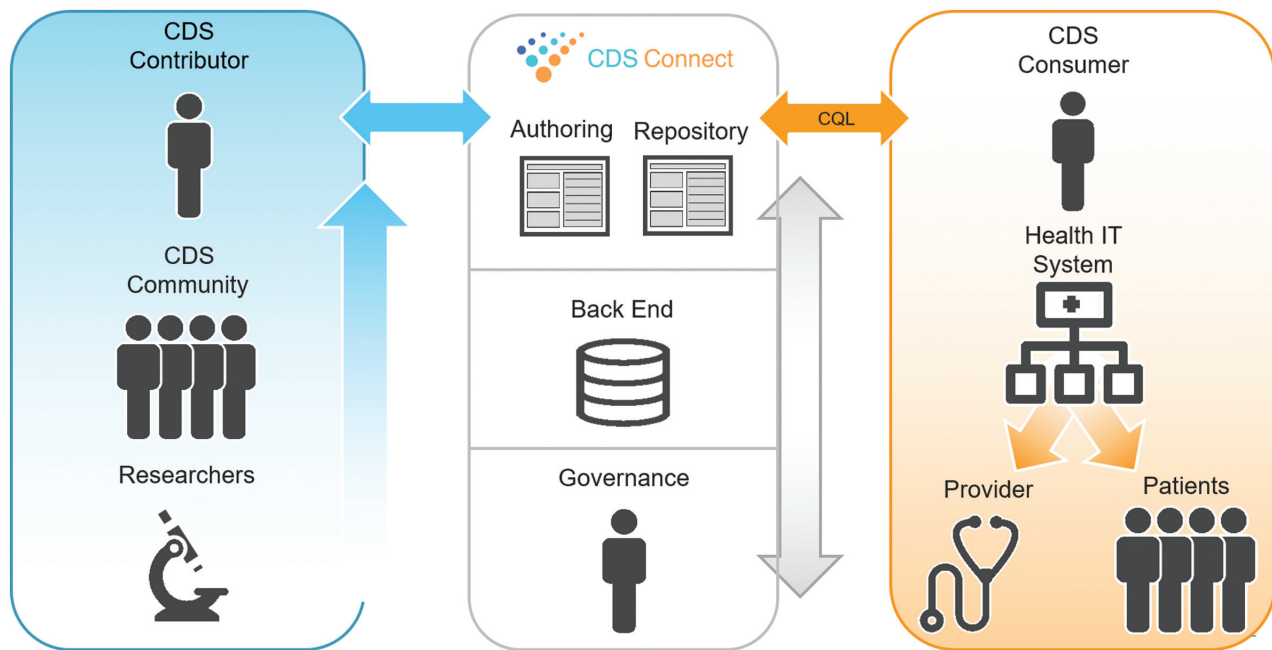 CDS
Contributor
CDS
Community
Researchers
CDS Connect
Authoring
Repository
Back End
Governance
CQL
CDS
Consumer
Health IT
System
Provider
Patients